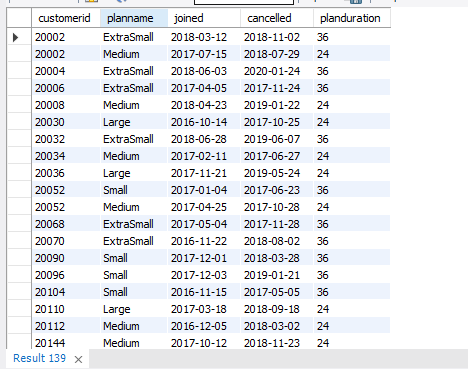 customerid planname joined cancelled planduration
20002 ExtraSmall 2018-03-12 2018-11-02 36
20002 Medium 2017-07-15 2018-07-29 24
20004 ExtraSmall 2018-06-03 2020-01-24 36
20006 ExtraSmall 2017-04-05 2017-11-24 36
20008 Medium 2018-04-23 2019-01-22 24
20030 Large 2016-10-14 2017-10-25 24
20032 ExtraSmall 2018-06-28 2019-06-07 36
20034 Medium 2017-02-11 2017-06-27 24
20036 Large 2017-11-21 2019-05-24 24
20052 Small 2017-01-04 2017-06-23 36
20052 Medium 2017-04-25 2017-10-28 24
20068 ExtraSmall 2017-05-04 2017-11-28 36
20070 ExtraSmall 2016-11-22 2018-08-02 36
20090 Small 2017-12-01 2018-03-28 36
20096 Small 2017-12-03 2019-01-21 36
20104 Small 2016-11-15 2017-05-05 36
20110 Large 2017-03-18 2018-09-18 24
20112 Medium 2016-12-05 2018-03-02 24
20144 Medium 2017-10-12 2018-11-23 24
Result 139